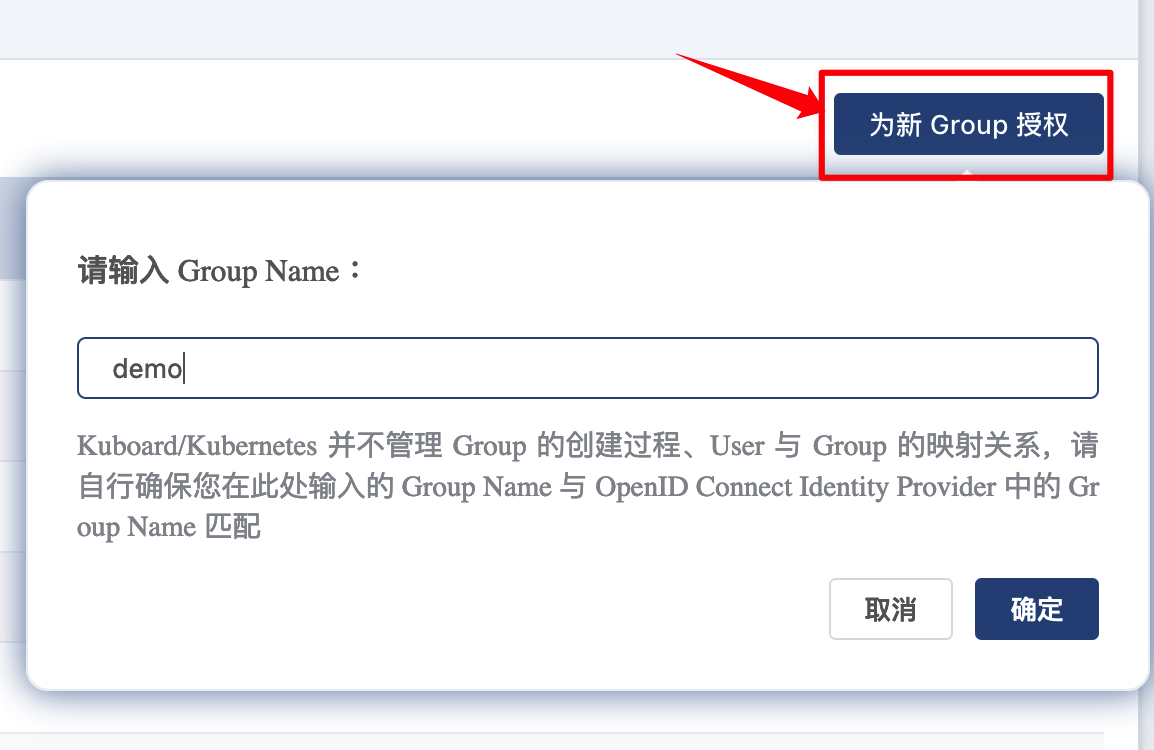 为新 Group 授权
请输入 Group Name：
demo
Kuboard/Kubernetes 并不管理 Group 的创建过程、User 与 Group 的映射关系，请
自行确保您在此处输入的 Group Name 与 OpenID Connect Identity Provider 中的 Gr
oup Name 匹配
取消
确定